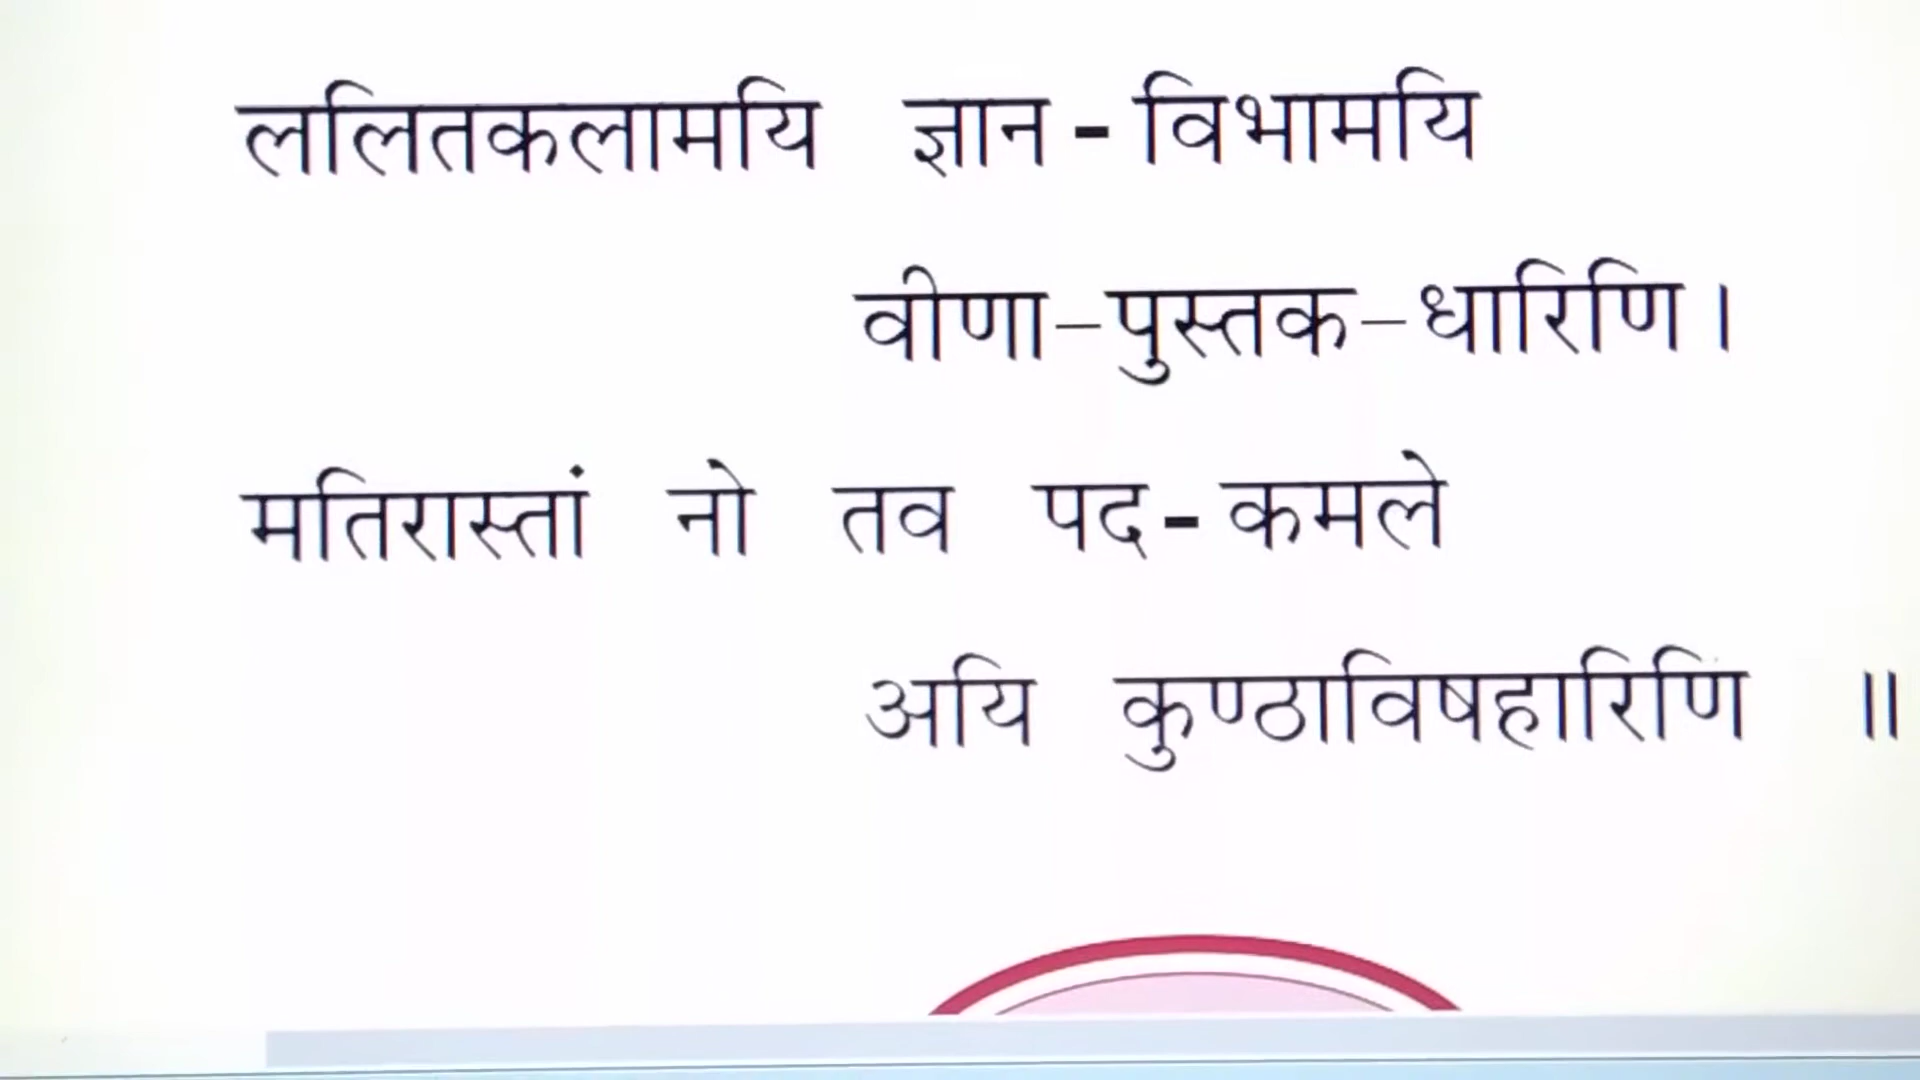 ललितकलामयि ज्ञान - विभामयि
वीणा-पुस्तक-धारिणि।
मतिरास्तां नो तव पद - कमले
अयि कुण्ठाविषहारिणि ॥